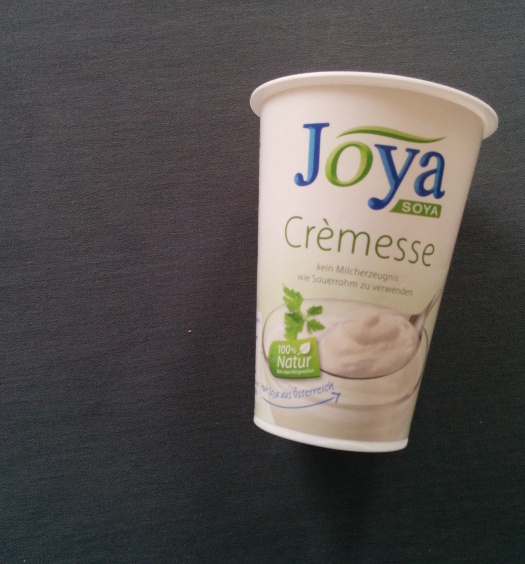 Joya
SOYA
Crèmesse
kein Milcherzeugnis
wie Sauerrahm zu verwenden
100%
Natur
aus Österreich